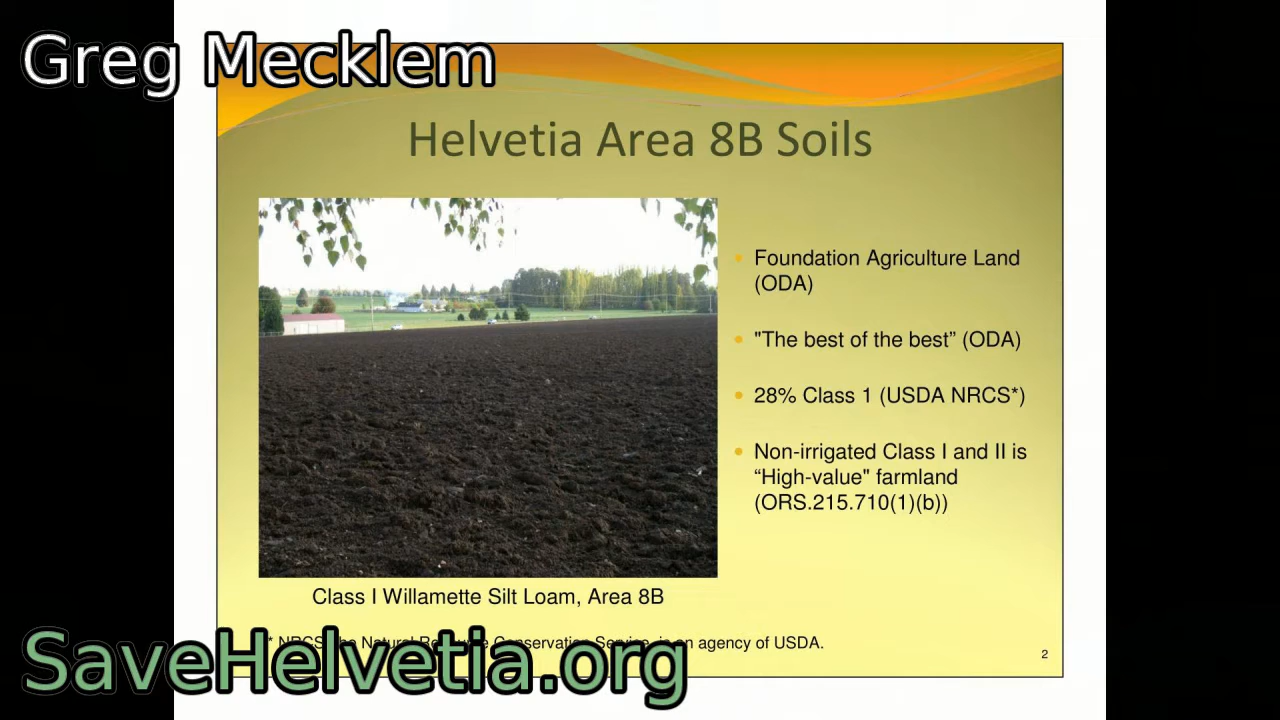 Greg Mecklem
Helvetia Area 8B Soils
Foundation Agriculture Land
(ODA)
"The best of the best” (ODA)
28% Class 1 (USDA NRCS*)
Non-irrigated Class I and II is
“High-value" farmland
(ORS.215.710(1)(b))
Class I Willamette Silt Loam, Area 8B
* NRCS, the Natural Resource Conservation Service, is an agency of USDA.
SaveHelvetia.org
2